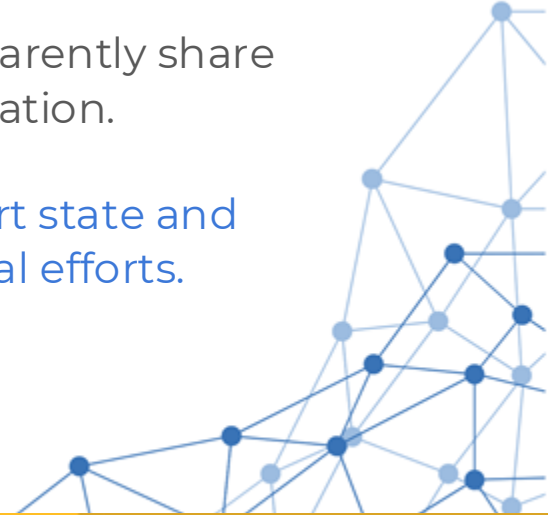 arently share
ation.
rt state and
al efforts.